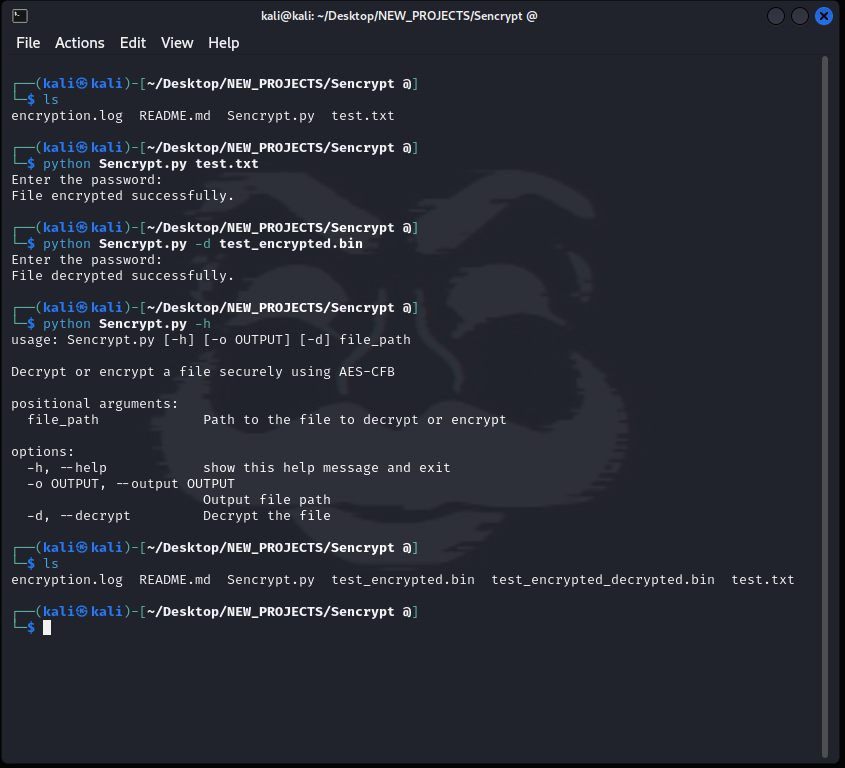 kali@kali: ~/Desktop/NEW_PROJECTS/Sencrypt @
File Actions Edit View Help
┌──(kali㉿kali)-[~/Desktop/NEW_PROJECTS/Sencrypt @]
└─$ ls
encryption.log  README.md  Sencrypt.py  test.txt
┌──(kali㉿kali)-[~/Desktop/NEW_PROJECTS/Sencrypt @]
└─$ python Sencrypt.py test.txt
Enter the password:
File encrypted successfully.
┌──(kali㉿kali)-[~/Desktop/NEW_PROJECTS/Sencrypt @]
└─$ python Sencrypt.py -d test_encrypted.bin
Enter the password:
File decrypted successfully.
┌──(kali㉿kali)-[~/Desktop/NEW_PROJECTS/Sencrypt @]
└─$ python Sencrypt.py -h
usage: Sencrypt.py [-h] [-o OUTPUT] [-d] file_path
Decrypt or encrypt a file securely using AES-CFB
positional arguments:
  file_path             Path to the file to decrypt or encrypt
options:
  -h, --help            show this help message and exit
  -o OUTPUT, --output OUTPUT
                        Output file path
  -d, --decrypt         Decrypt the file
┌──(kali㉿kali)-[~/Desktop/NEW_PROJECTS/Sencrypt @]
└─$ ls
encryption.log  README.md  Sencrypt.py  test_encrypted.bin  test_encrypted_decrypted.bin  test.txt
┌──(kali㉿kali)-[~/Desktop/NEW_PROJECTS/Sencrypt @]
└─$